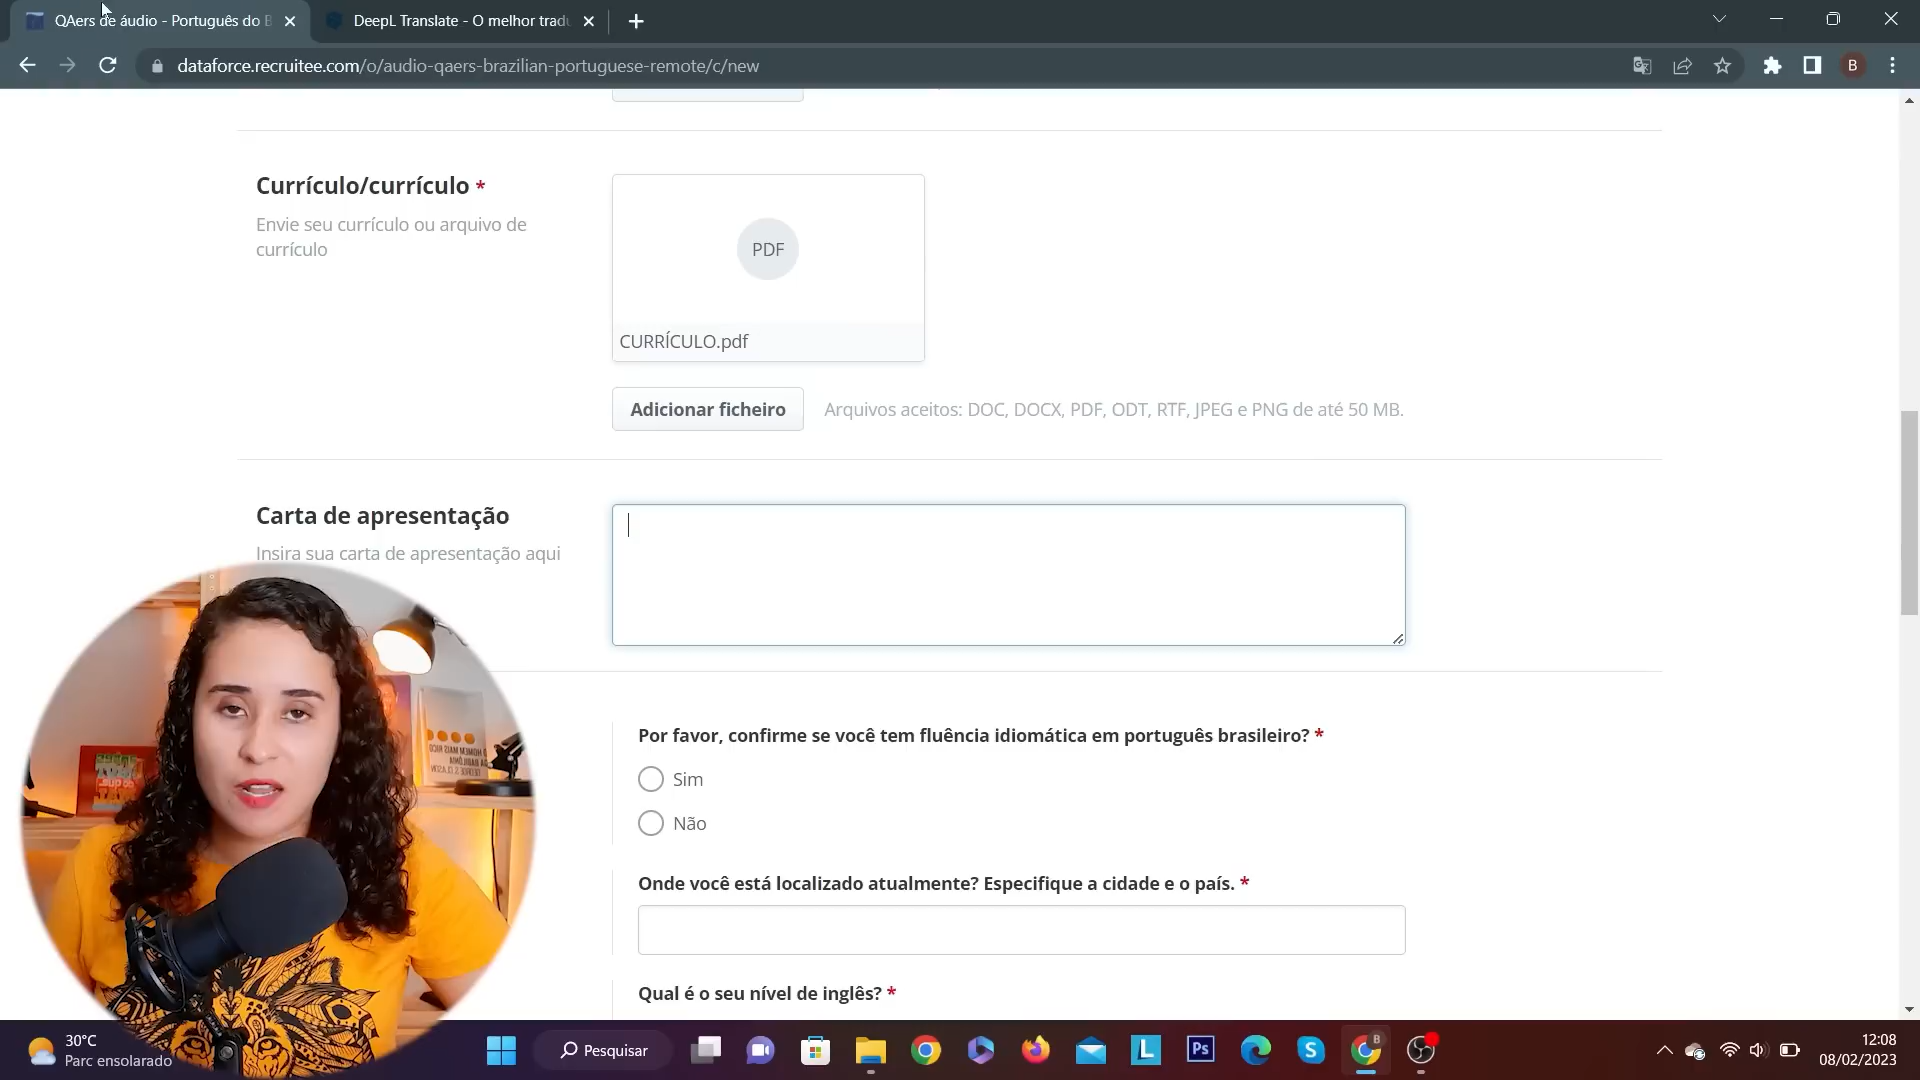 QAers de áudio - Português do B
DeepL Translate - O melhor tradu
dataforce.recruitee.com/o/audio-qaers-brazilian-portuguese-remote/c/new
B
Currículo/currículo *
Envie seu currículo ou arquivo de
currículo
PDF
CURRÍCULO.pdf
Adicionar ficheiro
Arquivos aceitos: DOC, DOCX, PDF, ODT, RTF, JPEG e PNG de até 50 MB.
Carta de apresentação
Insira sua carta de apresentação aqui
Por favor, confirme se você tem fluência idiomática em português brasileiro? *
Sim
Não
Onde você está localizado atualmente? Especifique a cidade e o país. *
Qual é o seu nível de inglês? *
30°C
Parc ensolarado
Pesquisar
L
Ps
S
B
12:08
08/02/2023